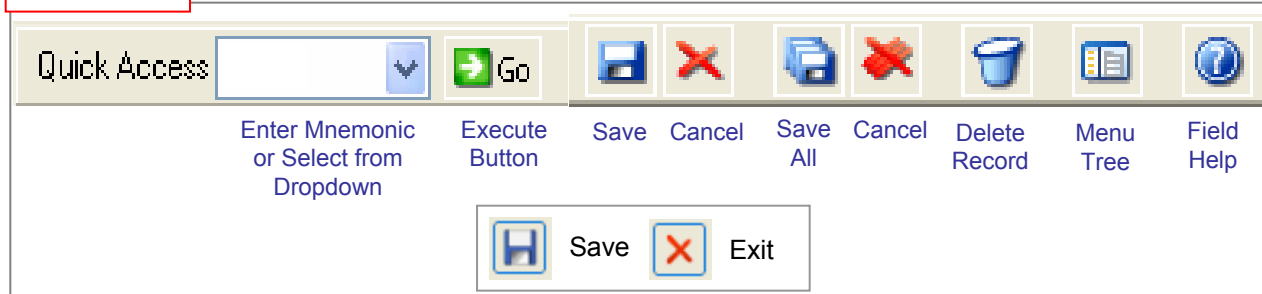 Quick Access Go
Enter Mnemonic
or Select from
Dropdown
Execute
Button
Save
Cancel
Save
All
Cancel
Delete
Record
Menu
Tree
Field
Help
Save Exit